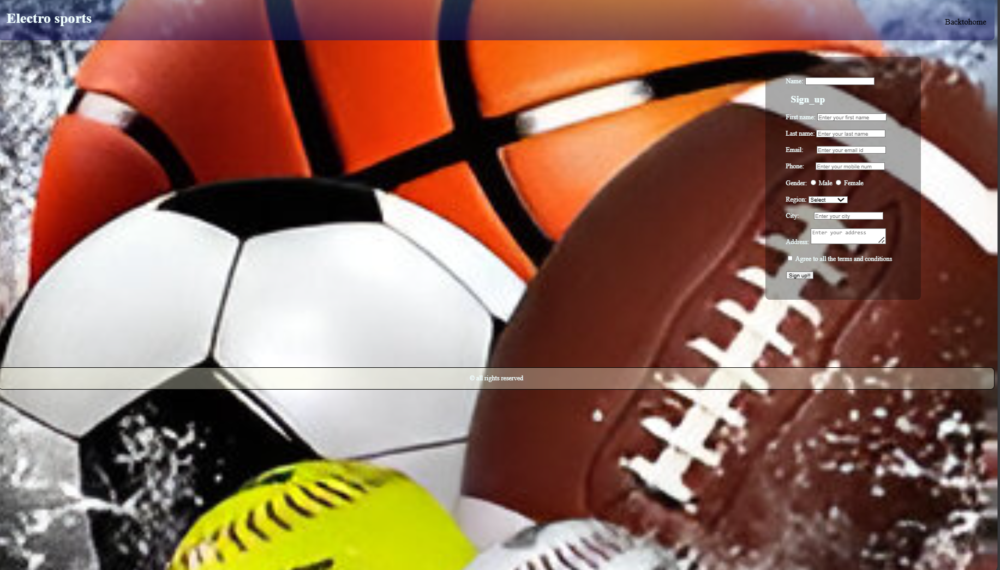 Electro sports
Backtohome
Name:
Sign_up
First name: Enter your first name
Last name: Enter your last name
Email: Enter your email id
Phone: Enter your mobile num
Gender: Male Female
Region: Select
City: Enter your city
Address: Enter your address
Agree to all the terms and conditions
Sign up!!
© all rights reserved